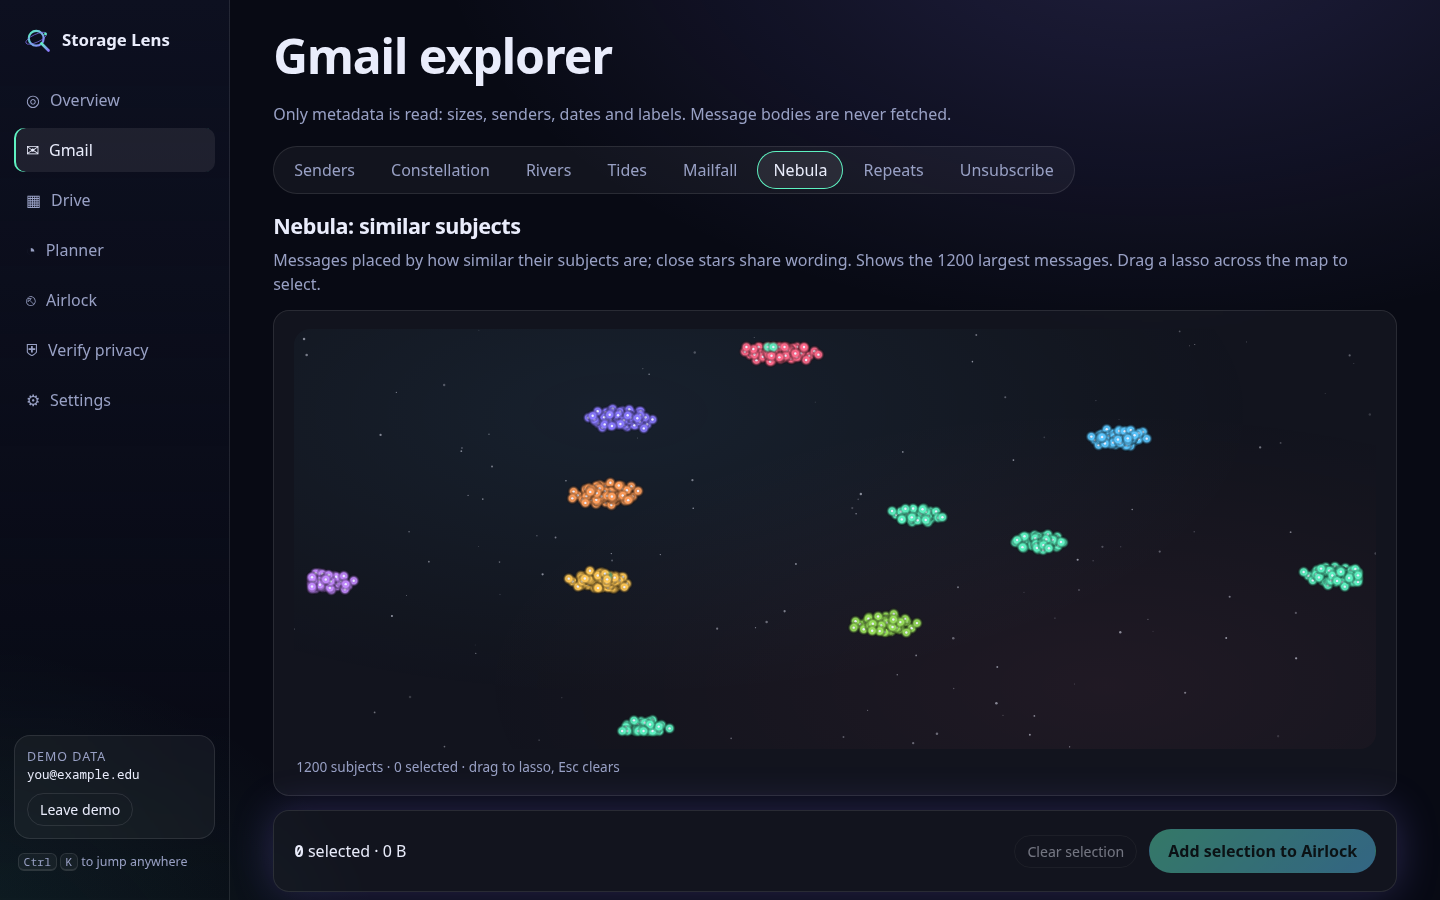 Storage Lens
Overview
Gmail
Drive
Planner
Airlock
Verify privacy
Settings
DEMO DATA
you@example.edu
Leave demo
Ctrl K to jump anywhere
Gmail explorer
Only metadata is read: sizes, senders, dates and labels. Message bodies are never fetched.
Senders Constellation Rivers Tides Mailfall Nebula Repeats Unsubscribe
Nebula: similar subjects
Messages placed by how similar their subjects are; close stars share wording. Shows the 1200 largest messages. Drag a lasso across the map to
select.
1200 subjects · 0 selected · drag to lasso, Esc clears
0 selected · 0 B
Clear selection
Add selection to Airlock